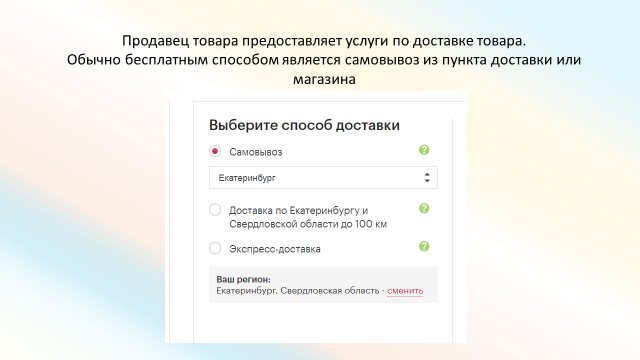 Продавец товара предоставляет услуги по доставке товара.
Обычно бесплатным способом является самовывоз из пункта доставки или
магазина
Выберите способ доставки
Самовывоз
?
Екатеринбург
Доставка по Екатеринбургу и
?
Свердловской области до 100 км
Экспресс-доставка
?
Ваш регион:
Екатеринбург. Свердловская область - сменить